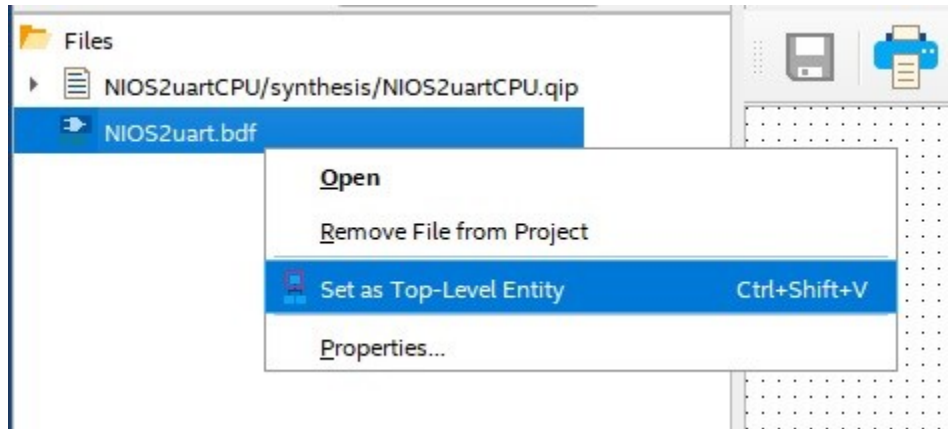 Files
NIOS2uartCPU/synthesis/NIOS2uartCPU.qip
NIOS2uart.bdf
Open
Remove File from Project
Set as Top-Level Entity Ctrl+Shift+V
Properties...